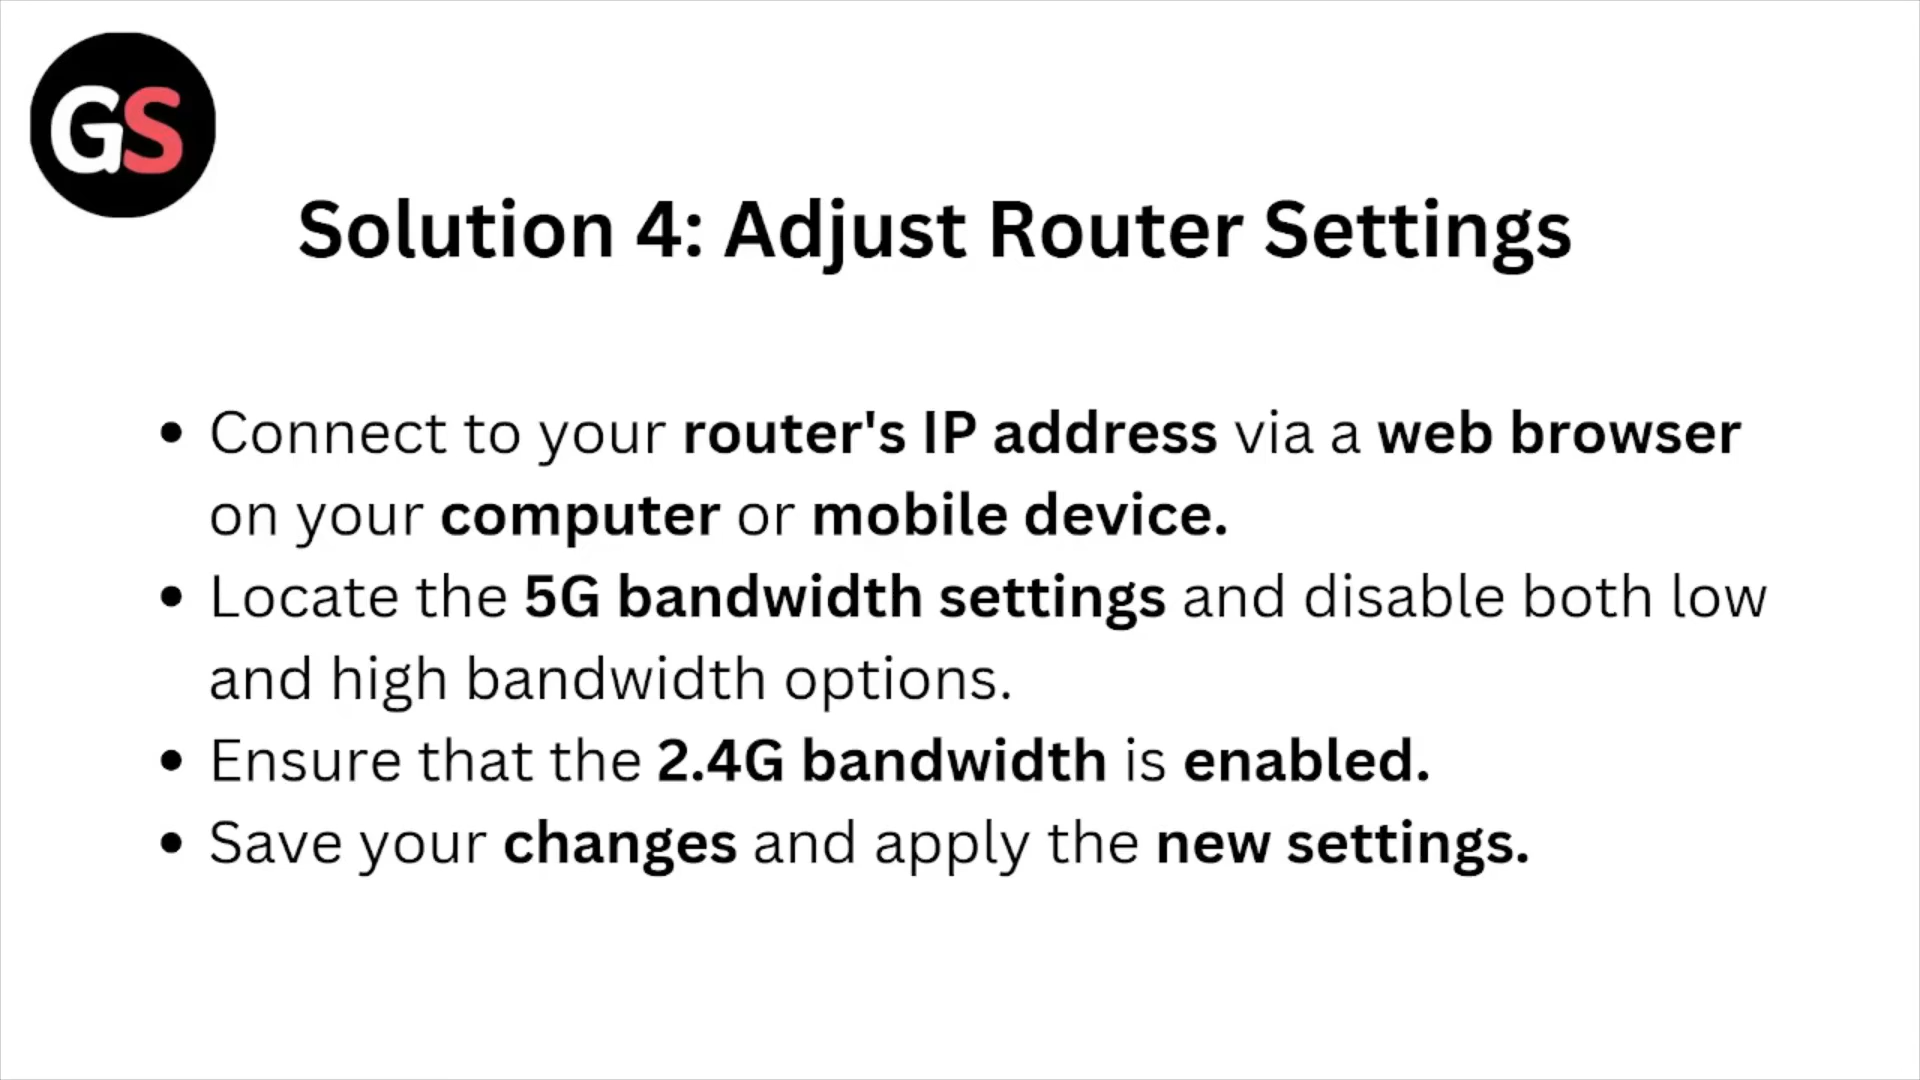 GS
Solution 4: Adjust Router Settings
• Connect to your router's IP address via a web browser
on your computer or mobile device.
• Locate the 5G bandwidth settings and disable both low
and high bandwidth options.
• Ensure that the 2.4G bandwidth is enabled.
• Save your changes and apply the new settings.